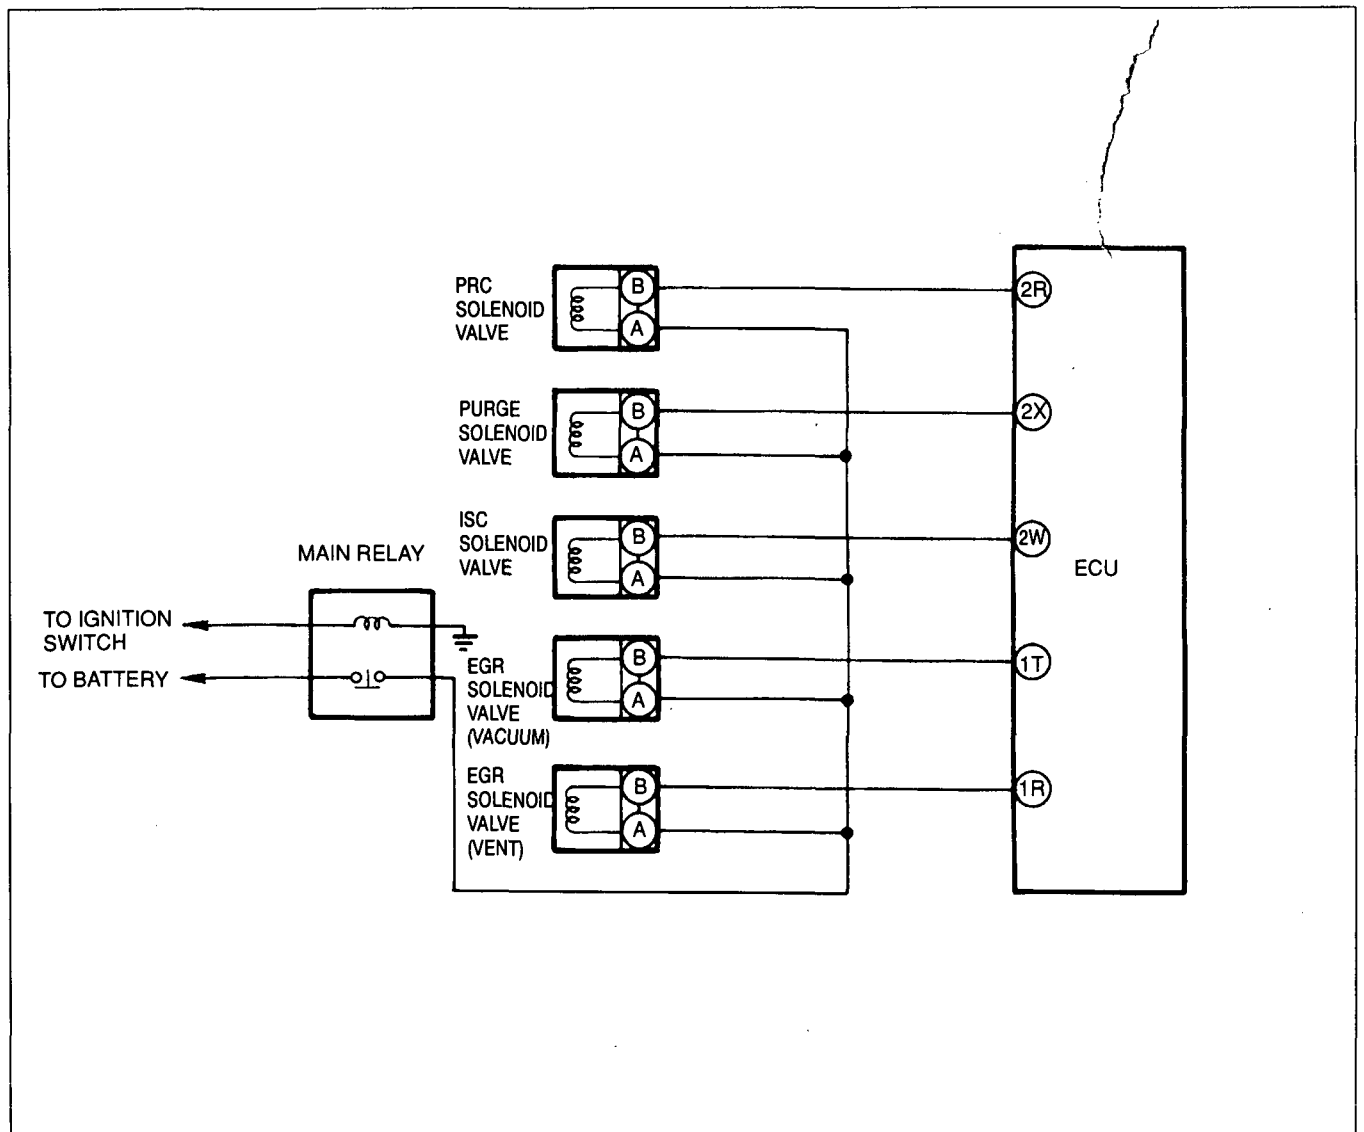 PRC
SOLENOID
VALVE
B
A
2R
PURGE
SOLENOID
VALVE
B
A
2X
ISC
SOLENOID
VALVE
B
A
2W
ECU
MAIN RELAY
TO IGNITION
SWITCH
TO BATTERY
EGR
SOLENOID
VALVE
(VACUUM)
B
A
1T
EGR
SOLENOID
VALVE
(VENT)
B
A
1R